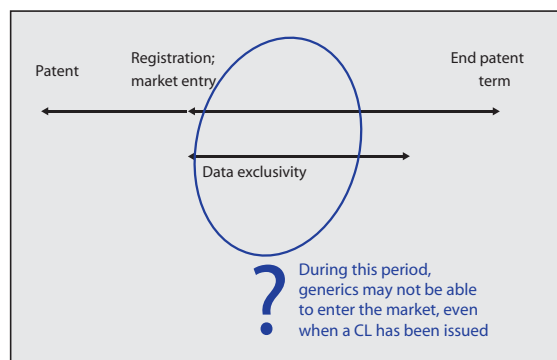 Patent
Registration;
market entry
End patent
term
Data exclusivity
?
During this period,
generics may not be able
to enter the market, even
when a CL has been issued